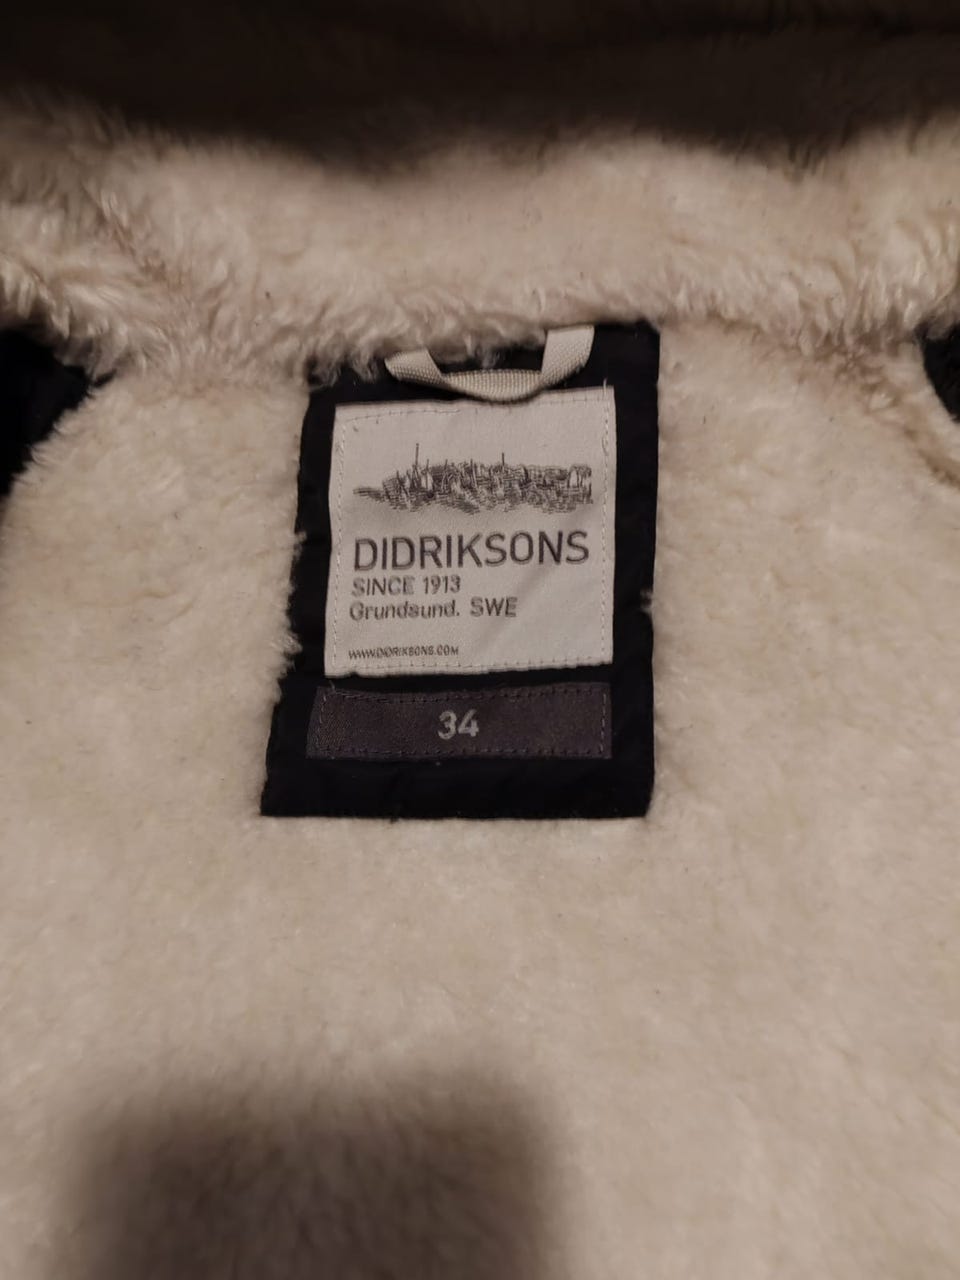 DIDRIKSONS
SINCE 1913
Grundsund. SWE
WWW.DIDRIKSONS.COM
34